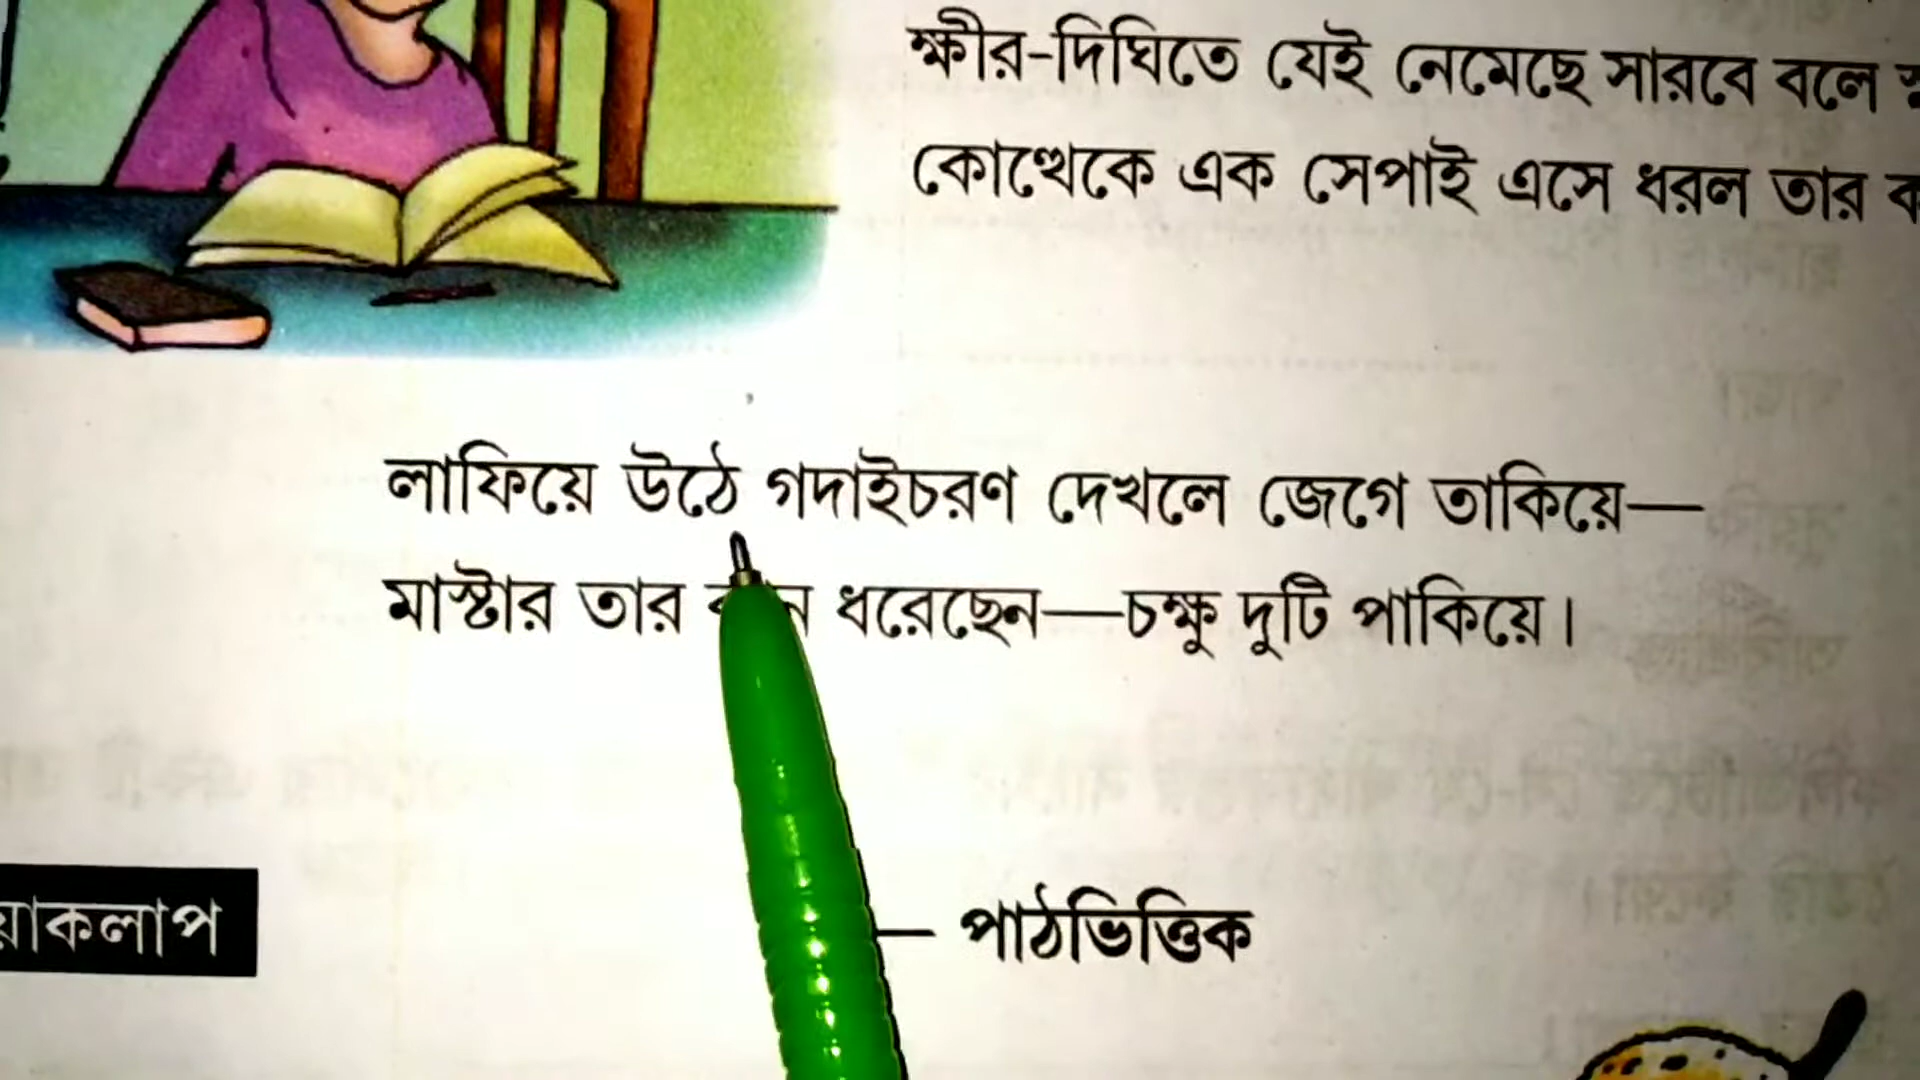 ক্ষীর-দিঘিতে যেই নেমেছে সারবে বলে
কোত্থেকে এক সেপাই এসে ধরল তার
লাফিয়ে উঠে গদাইচরণ দেখলে জেগে তাকিয়ে—
মাস্টার তার ধরেছেন—চক্ষু দুটি পাকিয়ে।
য়াকলাপ — পাঠভিত্তিক